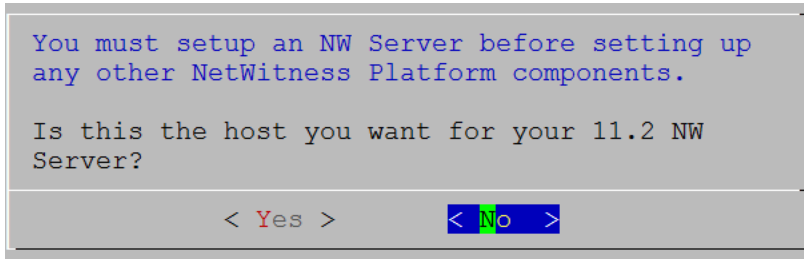 You must setup an NW Server before setting up
any other NetWitness Platform components.
Is this the host you want for your 11.2 NW
Server?
< Yes > < No >